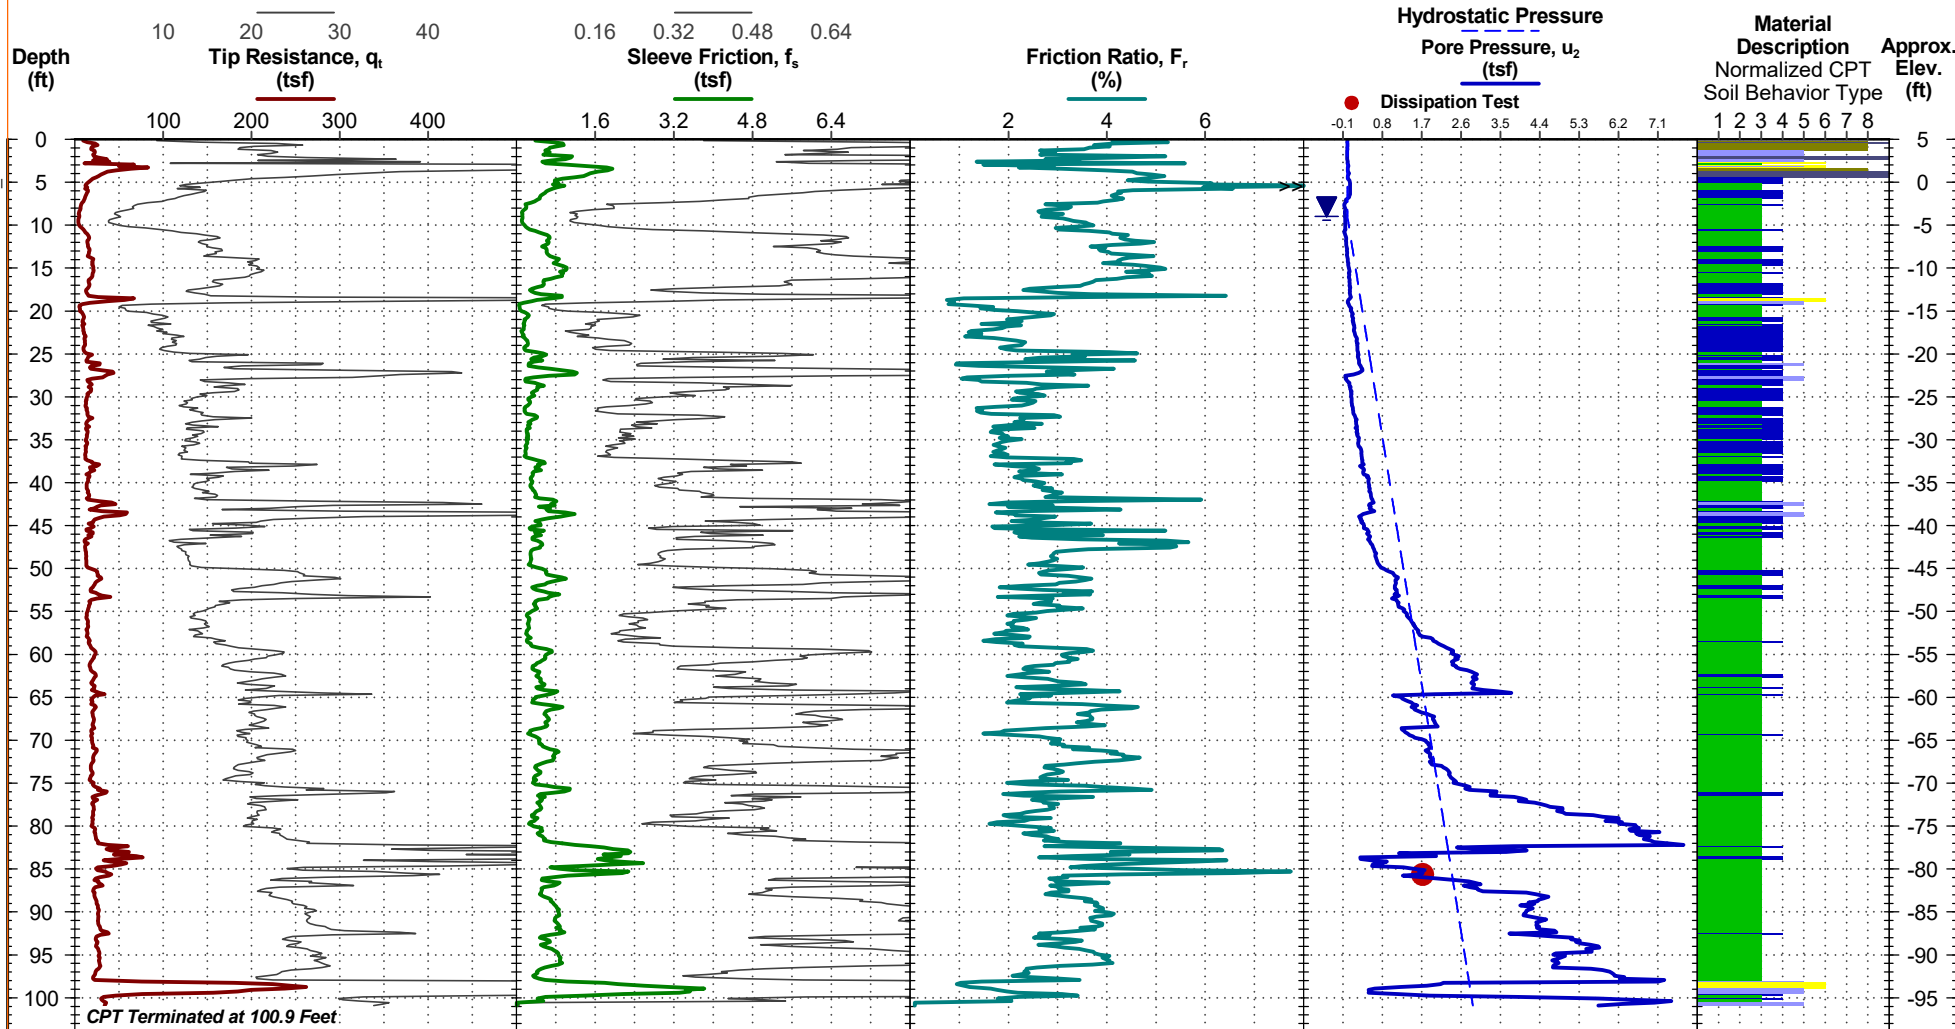 Hydrostatic Pressure
10 20 30 40
0.16 0.32 0.48 0.64
Depth
(ft)
Tip Resistance, qt
(tsf)
Sleeve Friction, fs
(tsf)
Friction Ratio, Fr
(%)
Pore Pressure, u2
(tsf)
Dissipation Test
Material
Description
Normalized CPT
Soil Behavior Type
Approx.
Elev.
(ft)
100 200 300 400
1.6 3.2 4.8 6.4
2 4 6
-0.1 0.8 1.7 2.6 3.5 4.4 5.3 6.2 7.1
1 2 3 4 5 6 7 8
0 5
5 0
10 -5
15 -10
20 -15
25 -20
30 -25
35 -30
40 -35
45 -40
50 -45
55 -50
60 -55
65 -60
70 -65
75 -70
80 -75
85 -80
90 -85
95 -90
100 -95
>>
CPT Terminated at 100.9 Feet